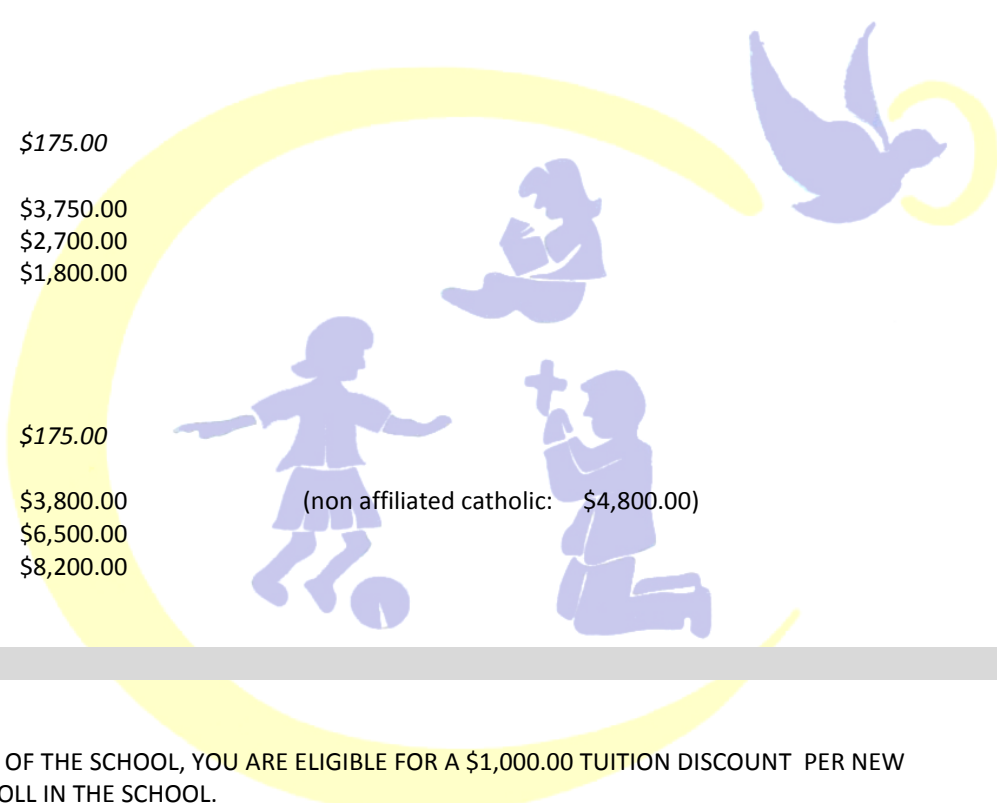 $175.00
$3,750.00
$2,700.00
$1,800.00
$175.00
$3,800.00 (non affiliated catholic: $4,800.00)
$6,500.00
$8,200.00
OF THE SCHOOL, YOU ARE ELIGIBLE FOR A $1,000.00 TUITION DISCOUNT PER NEW
OLL IN THE SCHOOL.